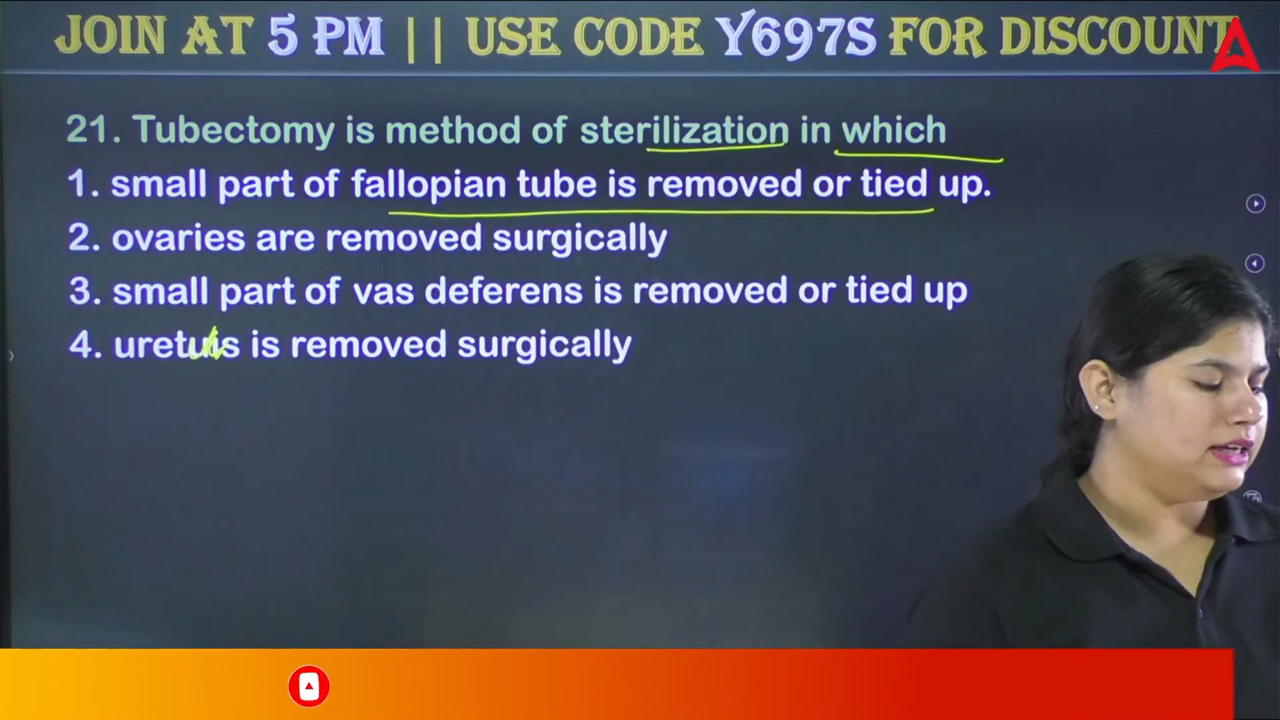 JOIN AT 5 PM || USE CODE Y697S FOR DISCOUNT
21. Tubectomy is method of sterilization in which
1. small part of fallopian tube is removed or tied up.
2. ovaries are removed surgically
3. small part of vas deferens is removed or tied up
4. uretuis is removed surgically